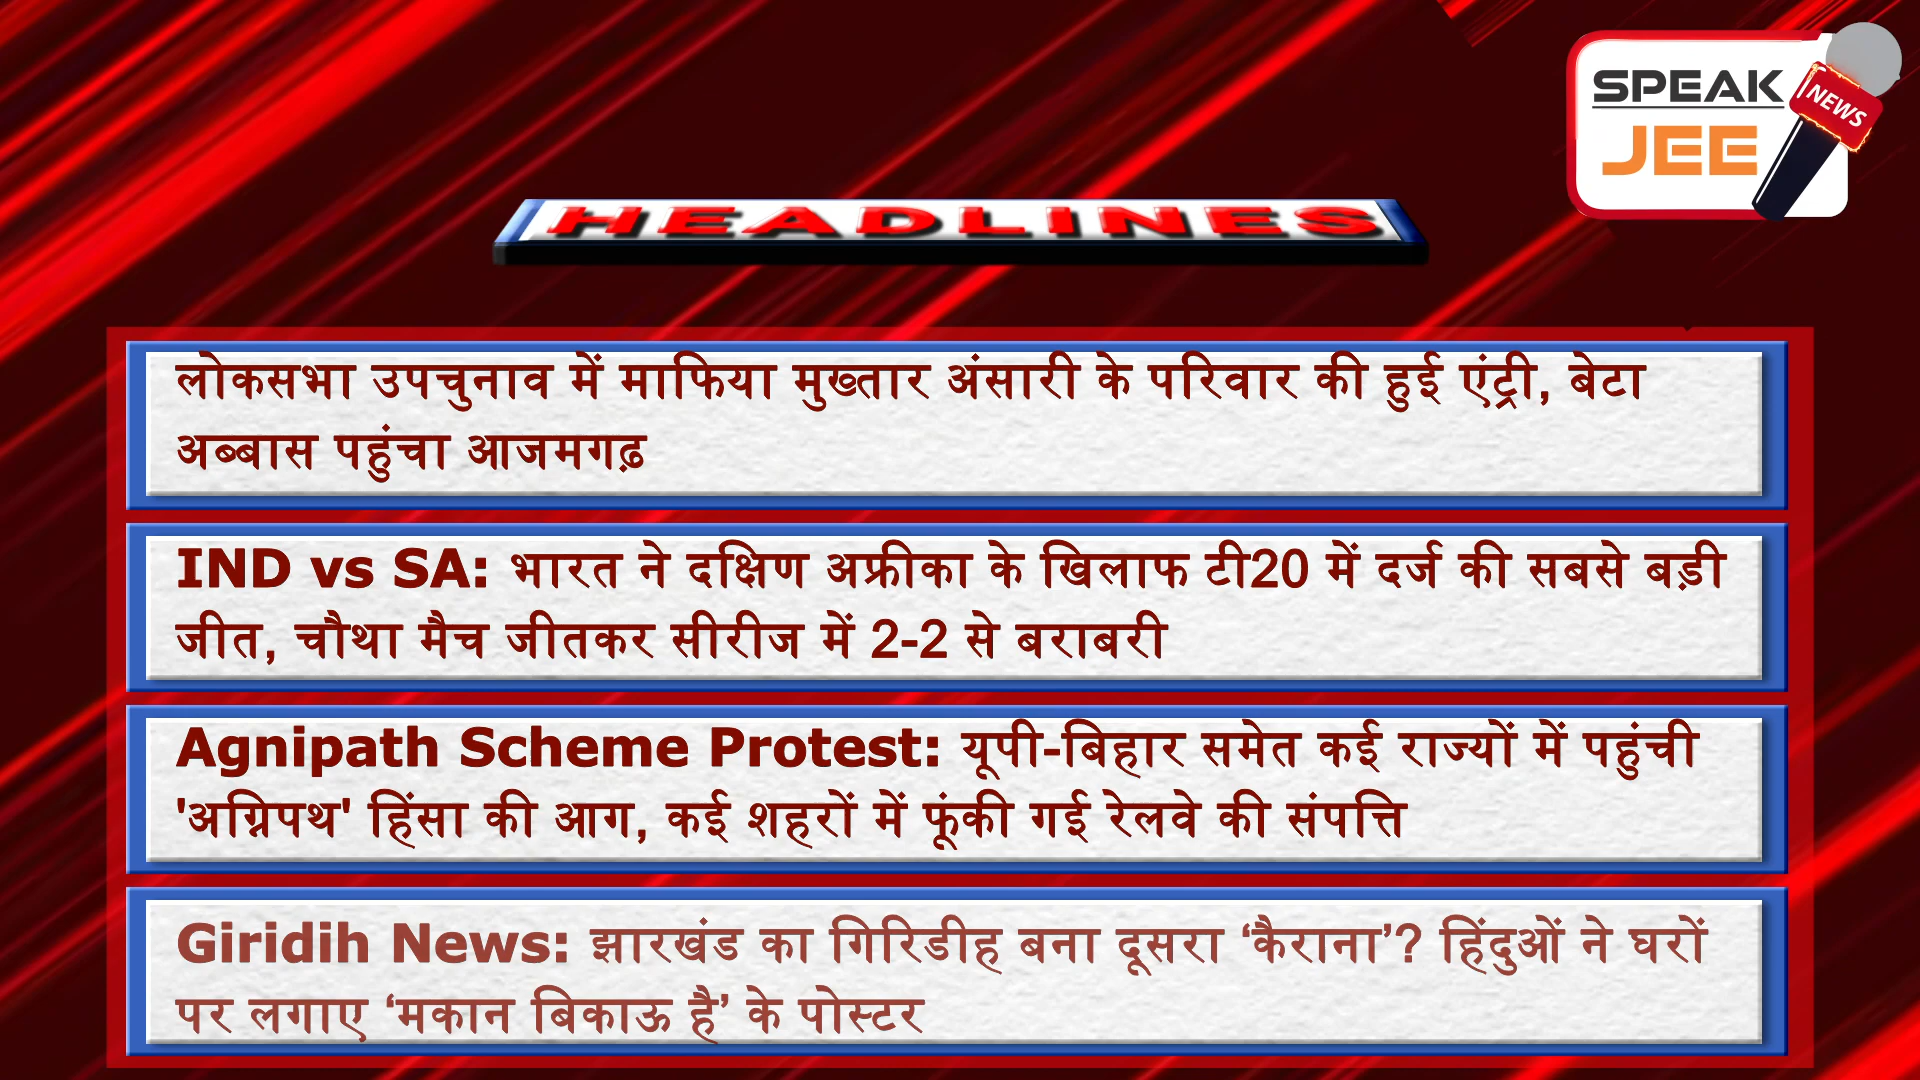 SPEAK
JEE
NEWS
HEADLINES
लोकसभा उपचुनाव में माफिया मुख्तार अंसारी के परिवार की हुई एंट्री, बेटा
अब्बास पहुंचा आजमगढ़
IND vs SA: भारत ने दक्षिण अफ्रीका के खिलाफ टी20 में दर्ज की सबसे बड़ी
जीत, चौथा मैच जीतकर सीरीज में 2-2 से बराबरी
Agnipath Scheme Protest: यूपी-बिहार समेत कई राज्यों में पहुंची
'अग्निपथ' हिंसा की आग, कई शहरों में फूंकी गई रेलवे की संपत्ति
Giridih News: झारखंड का गिरिडीह बना दूसरा ‘कैराना’? हिंदुओं ने घरों
पर लगाए ‘मकान बिकाऊ है’ के पोस्टर